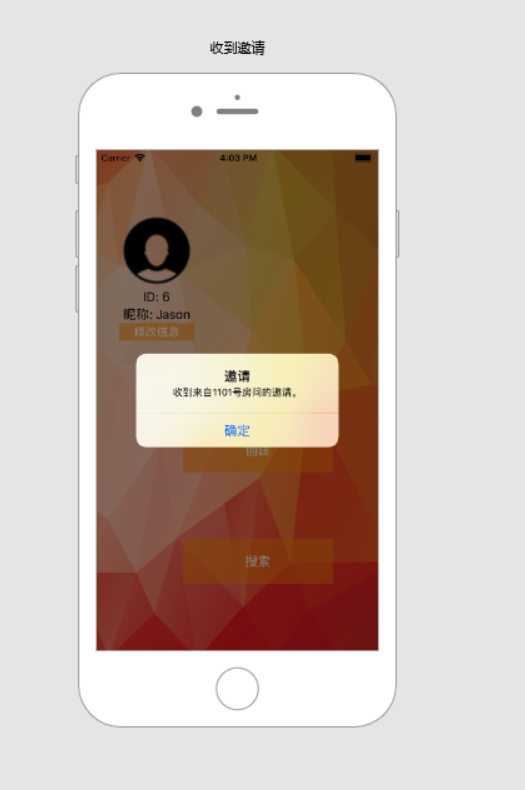 收到邀请
Carrier 4:03 PM
ID: 6
昵称: Jason
修改信息
邀请
收到来自1101号房间的邀请。
确定
创建
搜索